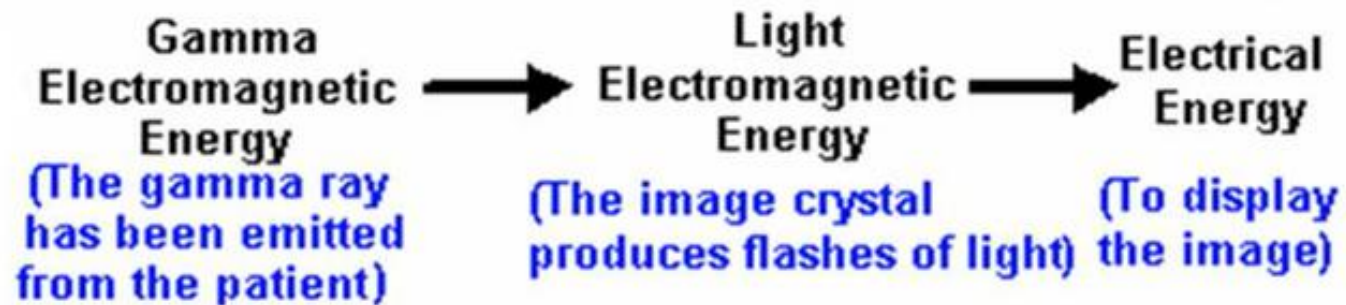 Gamma
Electromagnetic
Energy
(The gamma ray
has been emitted
from the patient)
Light
Electromagnetic
Energy
(The image crystal
produces flashes of light)
Electrical
Energy
(To display
the image)